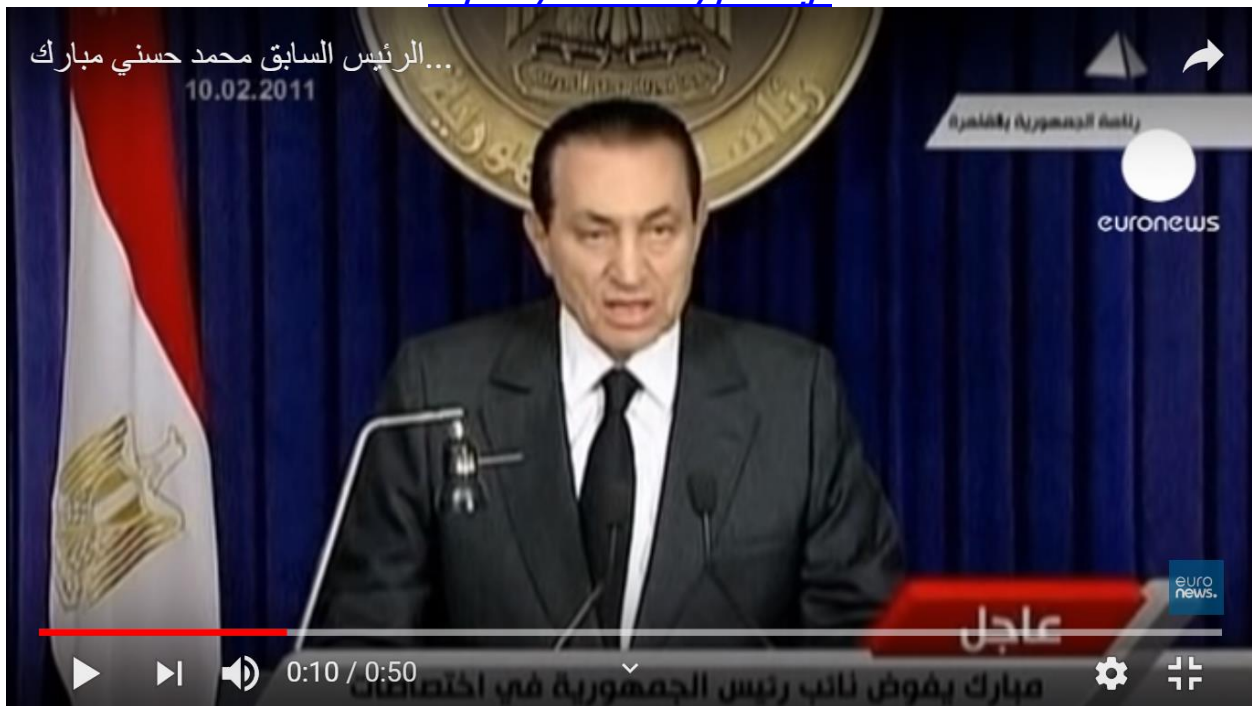 الرئيس السابق محمد حسني مبارك...
10.02.2011
رئاسة الجمهورية بالقاهرة
euronews
euro
news.
عاجل
0:10 / 0:50
مبارك يفوض نائب رئيس الجمهورية في اختصاصات